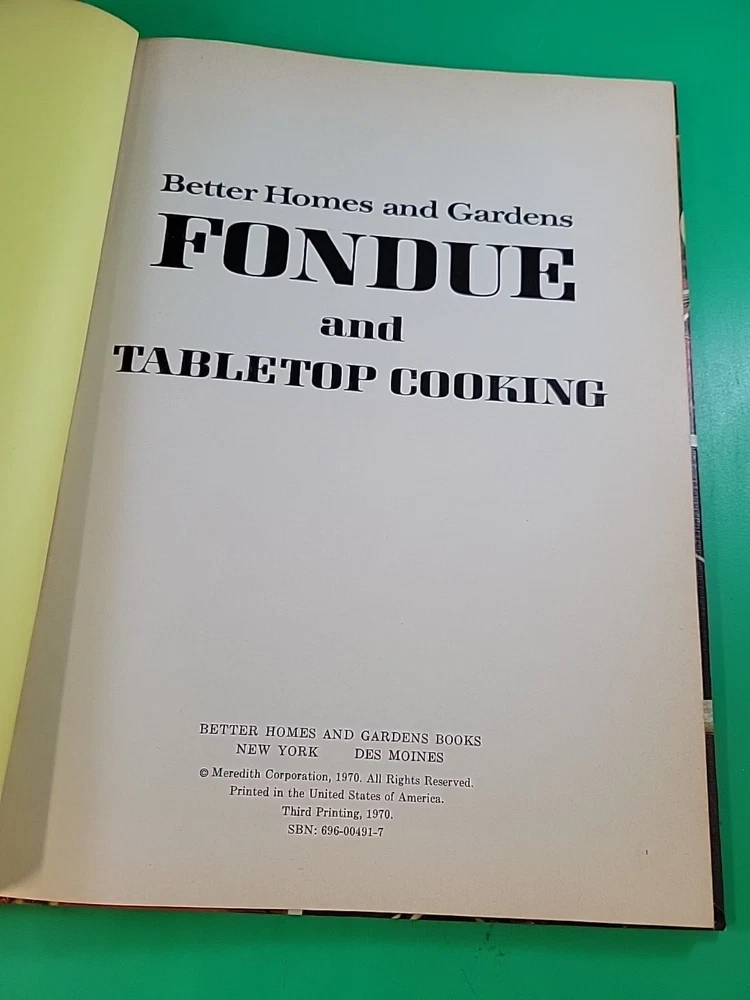 Better Homes and Gardens
FONDUE
and
TABLETOP COOKING
BETTER HOMES AND GARDENS BOOKS
NEW YORK DES MOINES
© Meredith Corporation, 1970. All Rights Reserved.
Printed in the United States of America.
Third Printing, 1970.
SBN: 696-00491-7
1